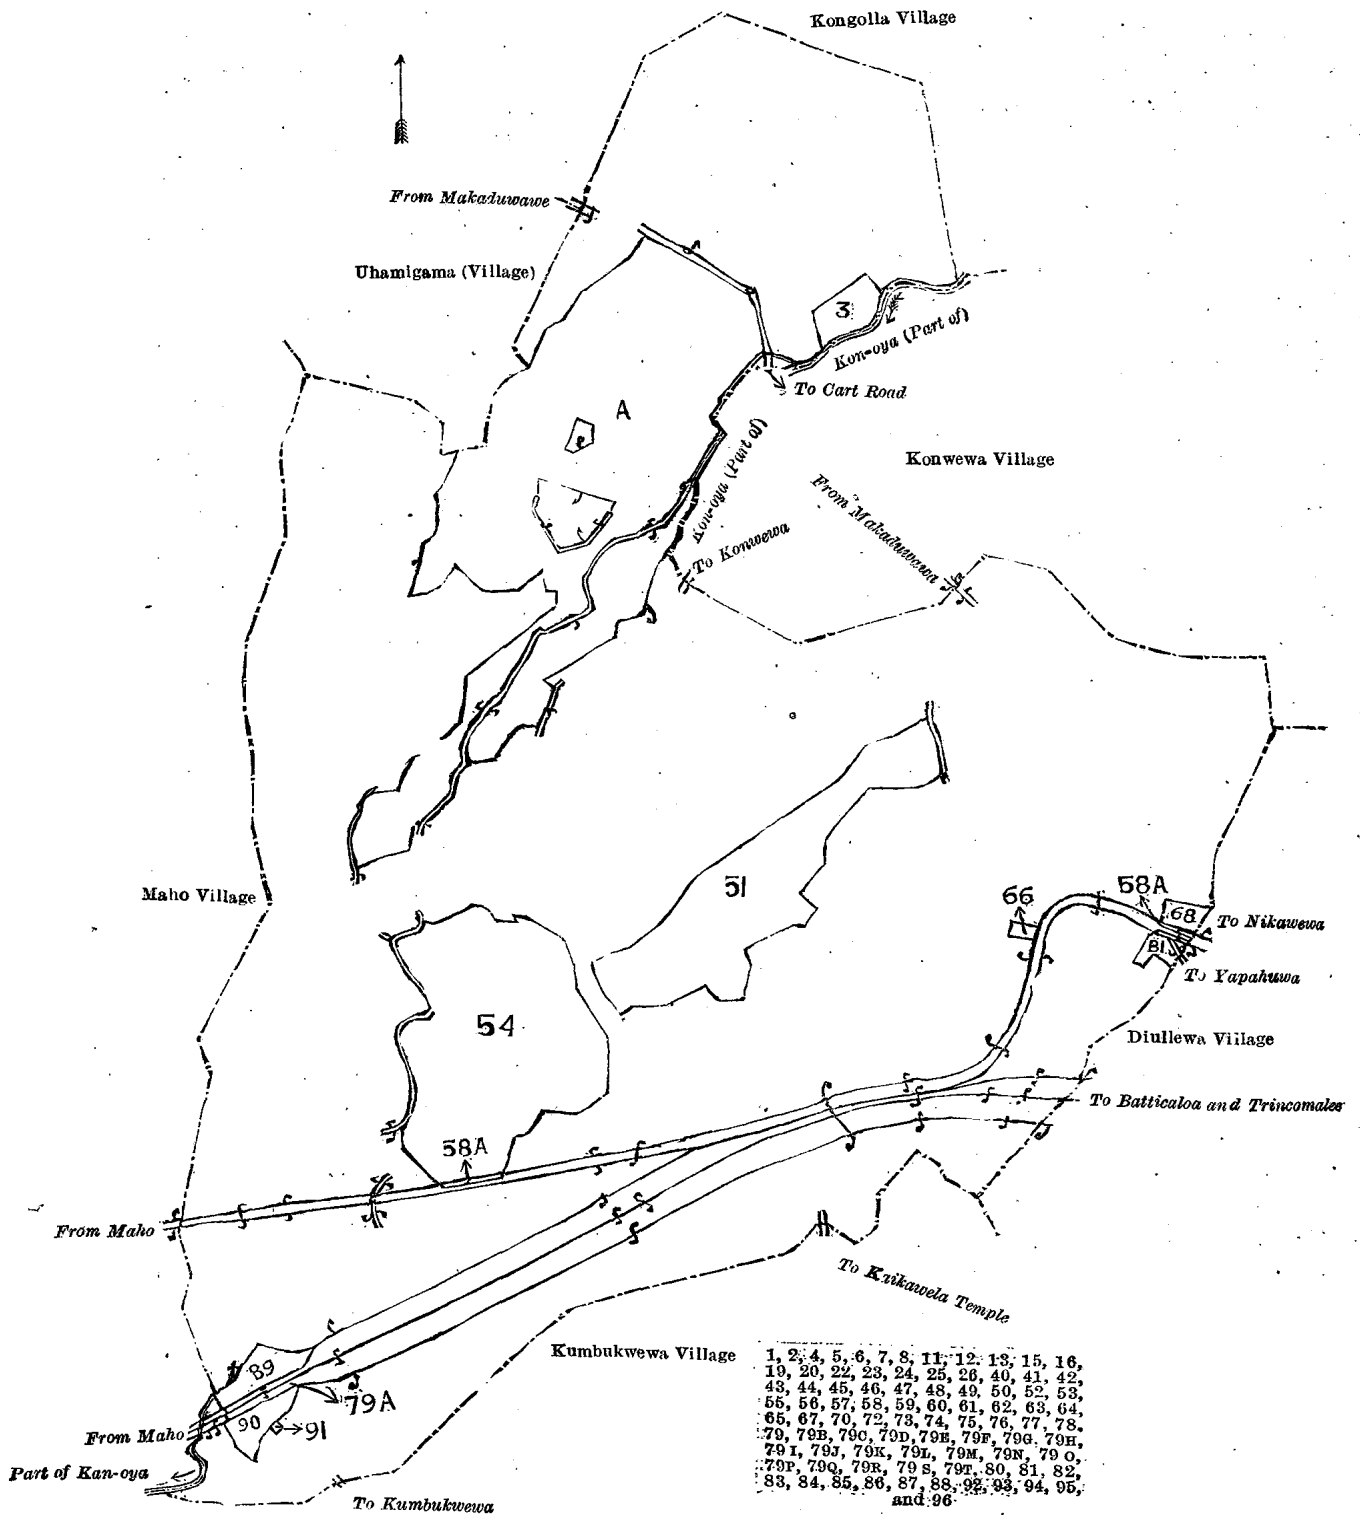 Kongolla Village
From Makaduwawe
Uhamigama (Village)
3
Kon-oya (Part of)
To Cart Road
A
Kon-oya (Part of)
Konwewa Village
From Makaduwawa
To Konwewa
51
Maho Village
66
58A
68
To Nikawewa
81
To Yapahuwa
54
Diullewa Village
To Batticaloa and Trincomalee
58A
From Maho
To Kaikawela Temple
Kumbukwewa Village
89
79A
90
91
From Maho
Part of Kan-oya
To Kumbukwewa
1, 2, 4, 5, 6, 7, 8, 11, 12, 13, 15, 16,
19, 20, 22, 23, 24, 25, 26, 40, 41, 42,
43, 44, 45, 46, 47, 48, 49, 50, 52, 53,
55, 56, 57, 58, 59, 60, 61, 62, 63, 64,
65, 67, 70, 72, 73, 74, 75, 76, 77, 78,
79, 79B, 79C, 79D, 79E, 79F, 79G, 79H,
79I, 79J, 79K, 79L, 79M, 79N, 79O,
79P, 79Q, 79R, 79S, 79T, 80, 81, 82,
83, 84, 85, 86, 87, 88, 92, 93, 94, 95,
and 96